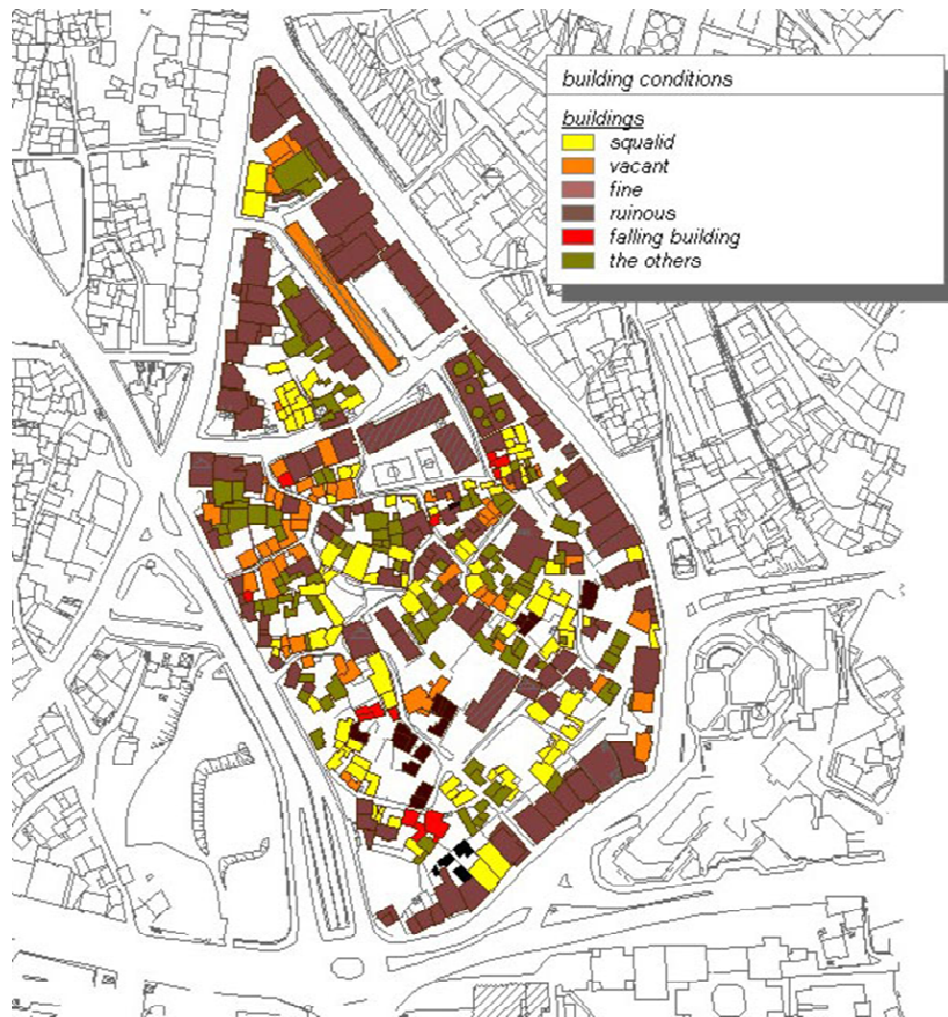 building conditions
buildings
squalid
vacant
fine
ruinous
falling building
the others